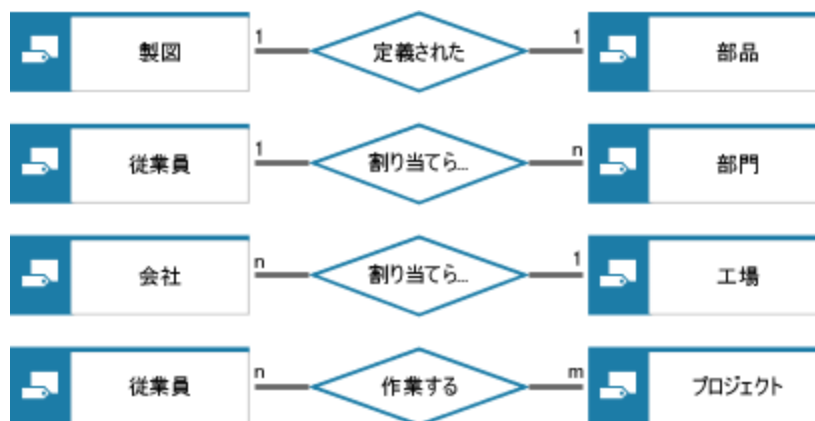 製図 1 定義された 1 部品
従業員 1 割り当てら... n 部門
会社 n 割り当てら... 1 工場
従業員 n 作業する m プロジェクト